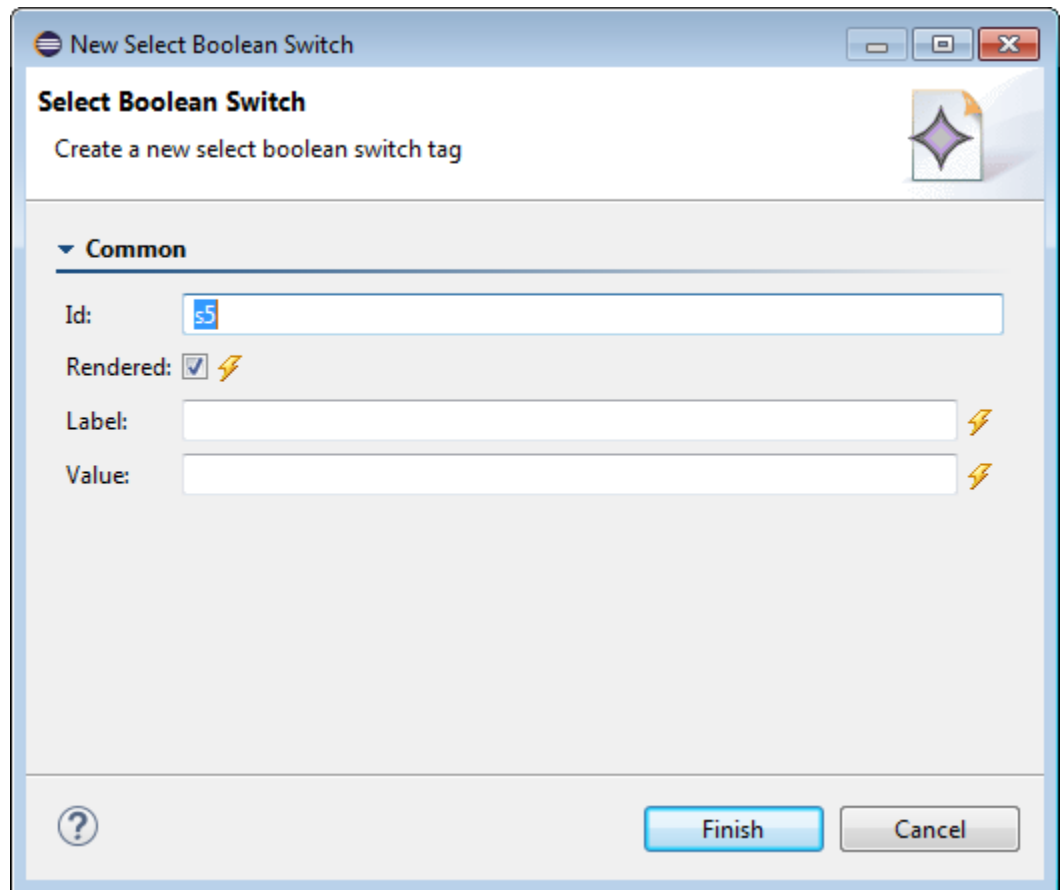 New Select Boolean Switch
Select Boolean Switch
Create a new select boolean switch tag
Common
Id: s5
Rendered:
Label:
Value:
?
Finish Cancel